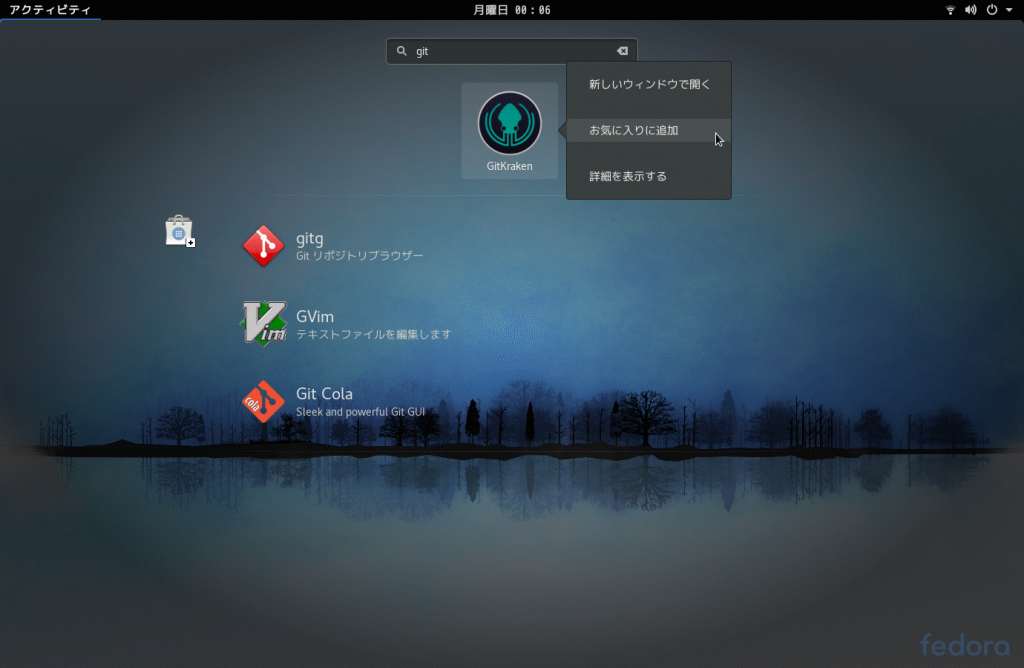 アクティビティ
月曜日 00:06
git
新しいウィンドウで開く
お気に入りに追加
詳細を表示する
GitKraken
gitg
Git リポジトリブラウザー
GVim
テキストファイルを編集します
Git Cola
Sleek and powerful Git GUI
Vim
cola
fedora